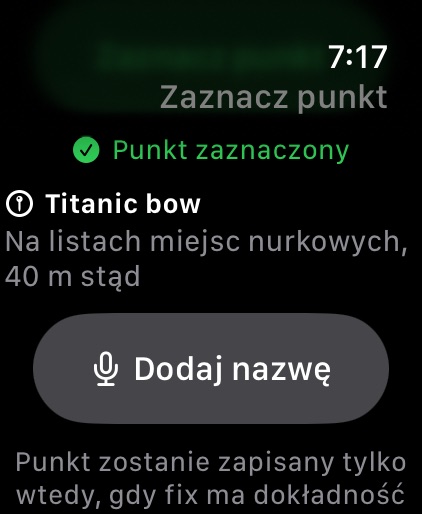 7:17
Zaznacz punkt
Punkt zaznaczony
Titanic bow
Na listach miejsc nurkowych,
40 m stąd
Dodaj nazwę
Punkt zostanie zapisany tylko
wtedy, gdy fix ma dokładność